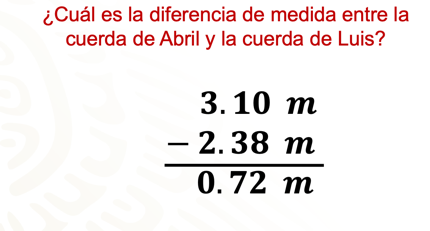 ¿Cuál es la diferencia de medida entre la
cuerda de Abril y la cuerda de Luis?
3.10 m
− 2.38 m
0.72 m